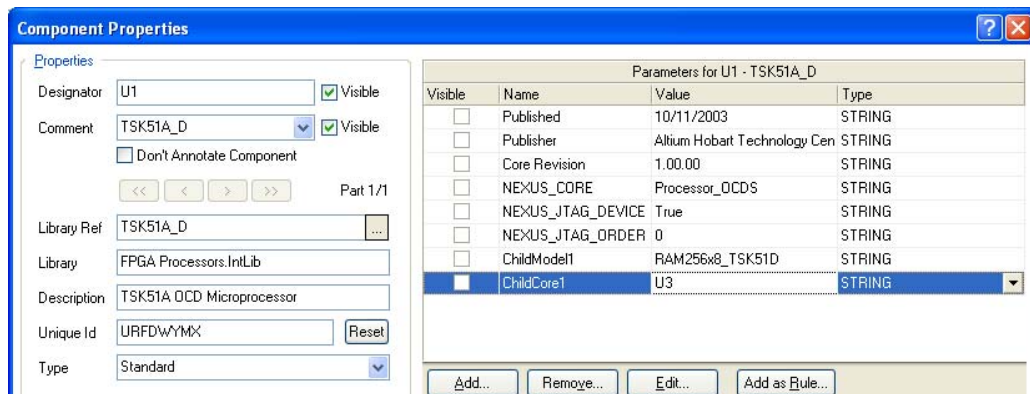 Component Properties
Properties
Designator U1 Visible
Comment TSK51A_D Visible
Don't Annotate Component
<< < > >> Part 1/1
Library Ref TSK51A_D ...
Library FPGA Processors.IntLib
Description TSK51A OCD Microprocessor
Unique Id URFDWYMX Reset
Type Standard
Parameters for U1 - TSK51A_D
Visible Name Value Type
Published 10/11/2003 STRING
Publisher Altium Hobart Technology Cen STRING
Core Revision 1.00.00 STRING
NEXUS_CORE Processor_OCDS STRING
NEXUS_JTAG_DEVICE True STRING
NEXUS_JTAG_ORDER 0 STRING
ChildModel1 RAM256x8_TSK51D STRING
ChildCore1 U3 STRING
Add... Remove... Edit... Add as Rule...